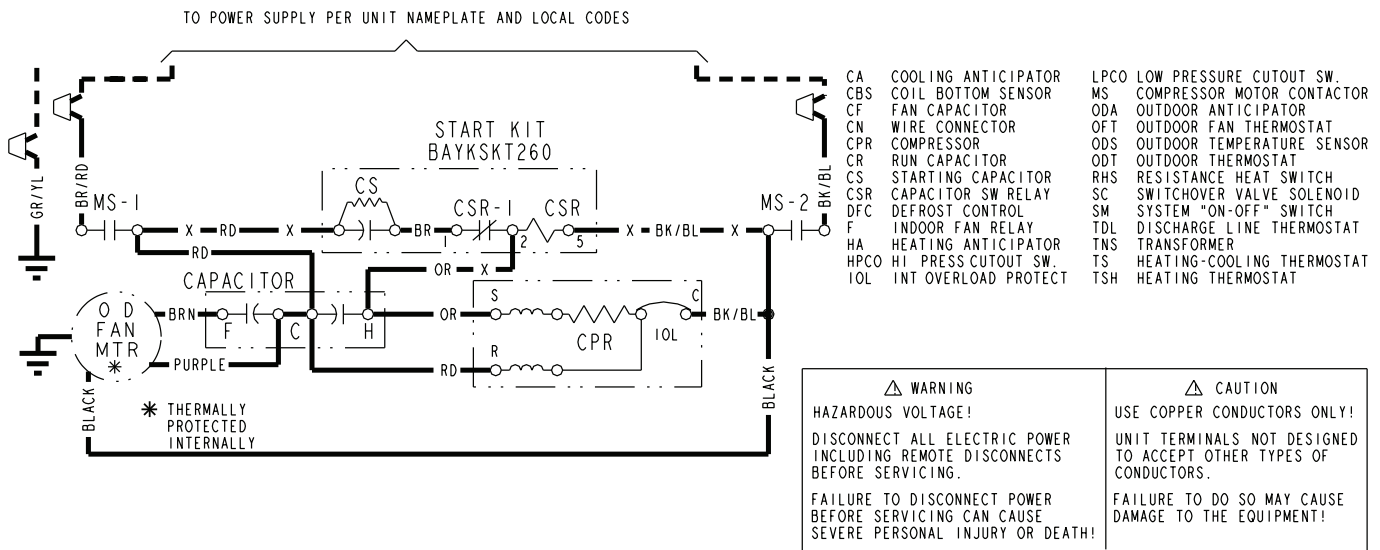 TO POWER SUPPLY PER UNIT NAMEPLATE AND LOCAL CODES
CA COOLING ANTICIPATOR
CBS COIL BOTTOM SENSOR
CF FAN CAPACITOR
CN WIRE CONNECTOR
CPR COMPRESSOR
CR RUN CAPACITOR
CS STARTING CAPACITOR
CSR CAPACITOR SW RELAY
DFC DEFROST CONTROL
F INDOOR FAN RELAY
HA HEATING ANTICIPATOR
HPCO HI PRESS CUTOUT SW.
IOL INT OVERLOAD PROTECT
LPCO LOW PRESSURE CUTOUT SW.
MS COMPRESSOR MOTOR CONTACTOR
ODA OUTDOOR ANTICIPATOR
OFT OUTDOOR FAN THERMOSTAT
ODS OUTDOOR TEMPERATURE SENSOR
ODT OUTDOOR THERMOSTAT
RHS RESISTANCE HEAT SWITCH
SC SWITCHOVER VALVE SOLENOID
SM SYSTEM "ON-OFF" SWITCH
TDL DISCHARGE LINE THERMOSTAT
TNS TRANSFORMER
TS HEATING-COOLING THERMOSTAT
TSH HEATING THERMOSTAT
START KIT
BAYKSKT260
GR/YL
BR/RD
BK/BL
MS-1
CS
CSR-1
CSR
MS-2
X RD X
BR
1
2
5
X BK/BL X
RD
OR X
CAPACITOR
O D
FAN
MTR
*
BRN
F
C
H
OR
S
C
CPR
IOL
BK/BL
R
RD
PURPLE
BLACK
BLACK
* THERMALLY
PROTECTED
INTERNALLY
⚠ WARNING
HAZARDOUS VOLTAGE!
DISCONNECT ALL ELECTRIC POWER
INCLUDING REMOTE DISCONNECTS
BEFORE SERVICING.
FAILURE TO DISCONNECT POWER
BEFORE SERVICING CAN CAUSE
SEVERE PERSONAL INJURY OR DEATH!
⚠ CAUTION
USE COPPER CONDUCTORS ONLY!
UNIT TERMINALS NOT DESIGNED
TO ACCEPT OTHER TYPES OF
CONDUCTORS.
FAILURE TO DO SO MAY CAUSE
DAMAGE TO THE EQUIPMENT!